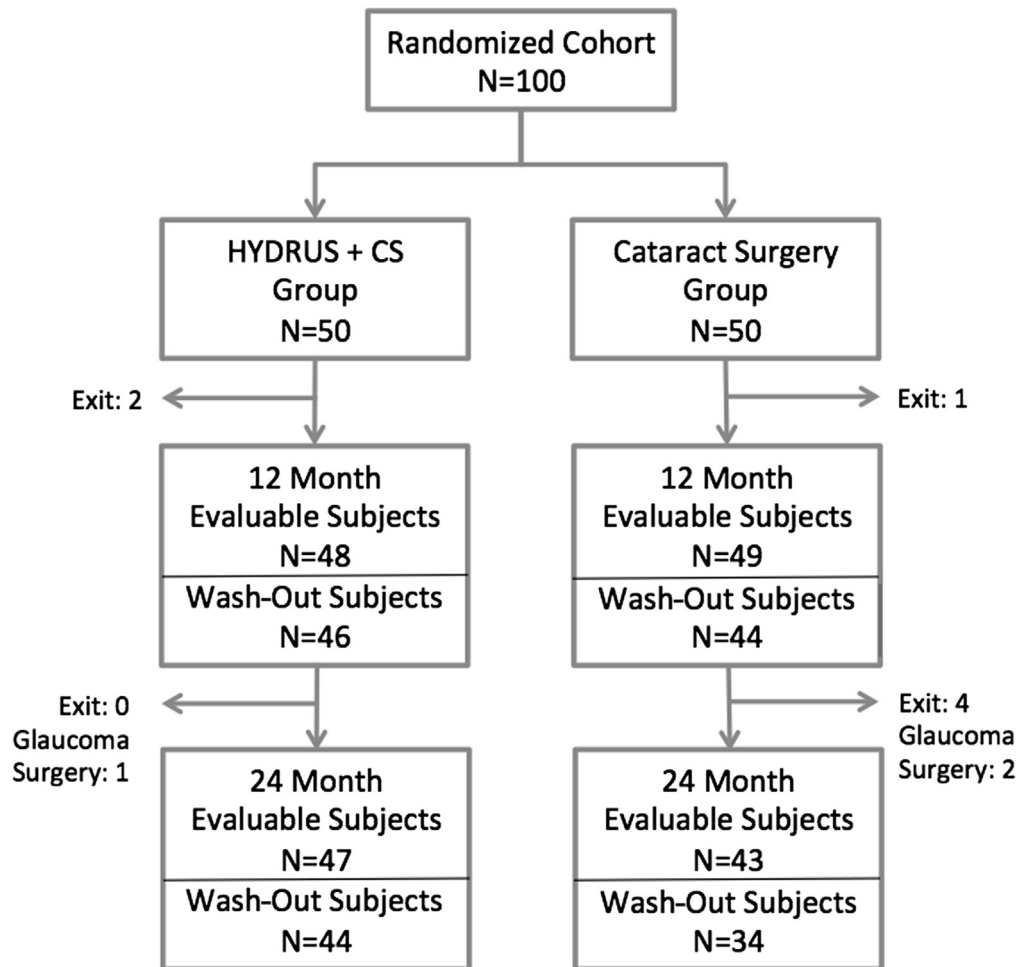 Randomized Cohort
N=100
HYDRUS + CS
Group
N=50
Cataract Surgery
Group
N=50
Exit: 2
Exit: 1
12 Month
Evaluable Subjects
N=48
Wash-Out Subjects
N=46
12 Month
Evaluable Subjects
N=49
Wash-Out Subjects
N=44
Exit: 0
Glaucoma
Surgery: 1
Exit: 4
Glaucoma
Surgery: 2
24 Month
Evaluable Subjects
N=47
Wash-Out Subjects
N=44
24 Month
Evaluable Subjects
N=43
Wash-Out Subjects
N=34